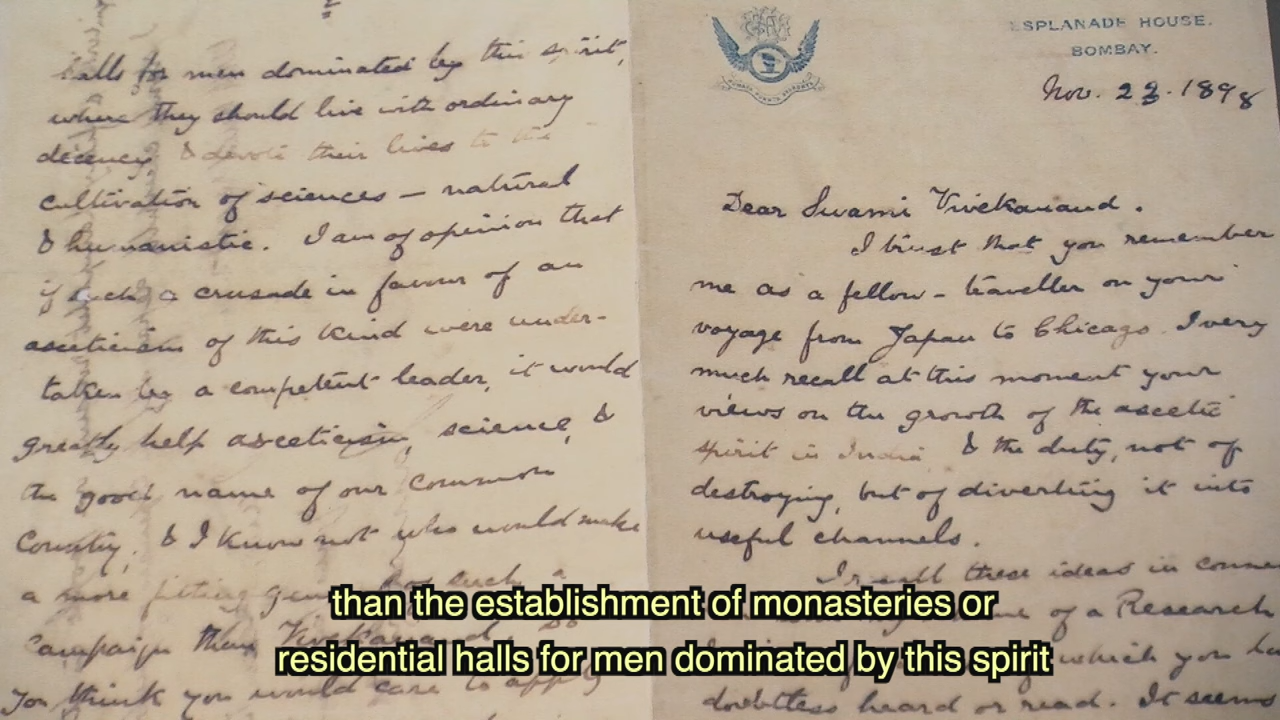 halls for men dominated by this spirit,
where they should live with ordinary
decency, & devote their lives to the
cultivation of sciences — natural
& humanistic. I am of opinion that
if such a crusade in favour of an
asceticism of this kind were under-
taken by a competent leader, it would
greatly help asceticism, science, &
the good name of our common
country, & I know not who would make
a more fitting general of such a
campaign than Vivekanand. Do
you think you would care to apply
ESPLANADE HOUSE.
BOMBAY.
Nov. 23. 1898
Dear Swami Vivekanand.
I trust that you remember
me as a fellow-traveller on your
voyage from Japan to Chicago. I very
much recall at this moment your
views on the growth of the ascetic
spirit in India & the duty, not of
destroying, but of diverting it into
useful channels.
I recall these ideas in conne
of a Research
which you
doubtless heard or read. It seems
than the establishment of monasteries or
residential halls for men dominated by this spirit